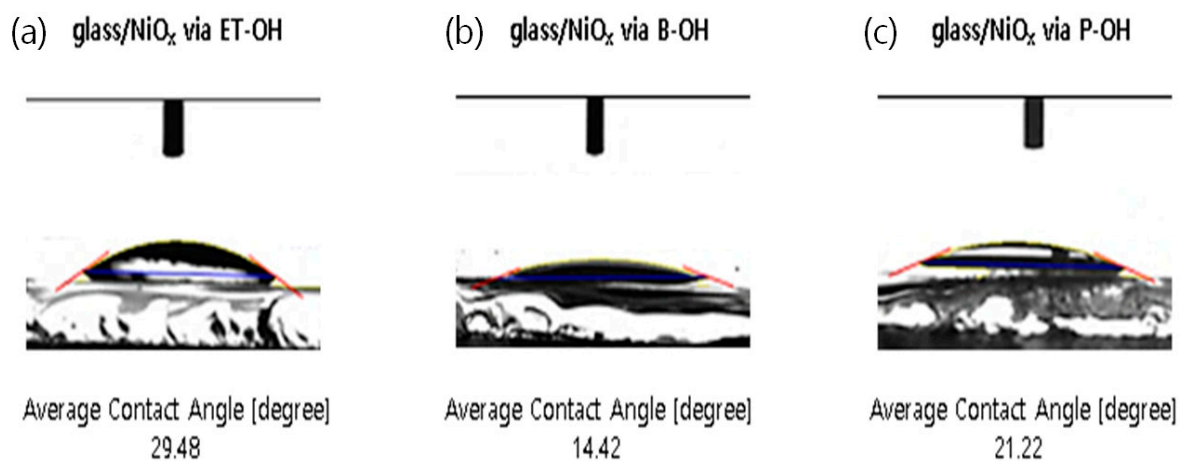 (a) glass/NiOₓ via ET-OH
(b) glass/NiOₓ via B-OH
(c) glass/NiOₓ via P-OH
Average Contact Angle [degree]
29.48
Average Contact Angle [degree]
14.42
Average Contact Angle [degree]
21.22